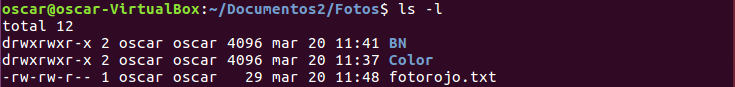 oscar@oscar-VirtualBox:~/Documentos2/Fotos$ ls -l
total 12
drwxrwxr-x 2 oscar oscar 4096 mar 20 11:41 BN
drwxrwxr-x 2 oscar oscar 4096 mar 20 11:37 Color
-rw-rw-r-- 1 oscar oscar   29 mar 20 11:48 fotorojo.txt